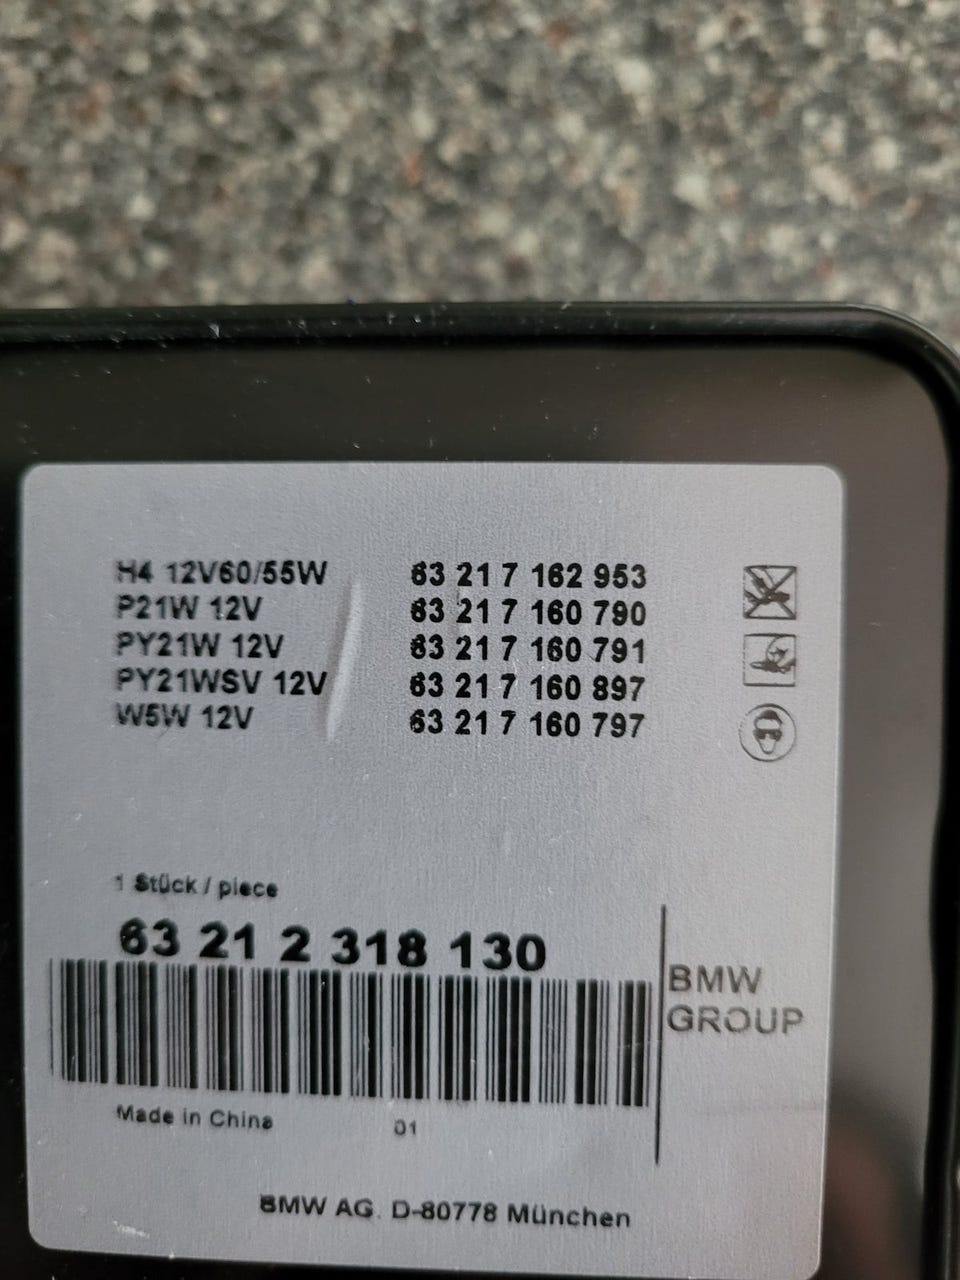 H4 12V60/55W 63 21 7 162 953
P21W 12V 63 21 7 160 790
PY21W 12V 63 21 7 160 791
PY21WSV 12V 63 21 7 160 897
W5W 12V 63 21 7 160 797
1 Stück / piece
63 21 2 318 130
BMW
GROUP
Made in China 01
BMW AG. D-80778 München